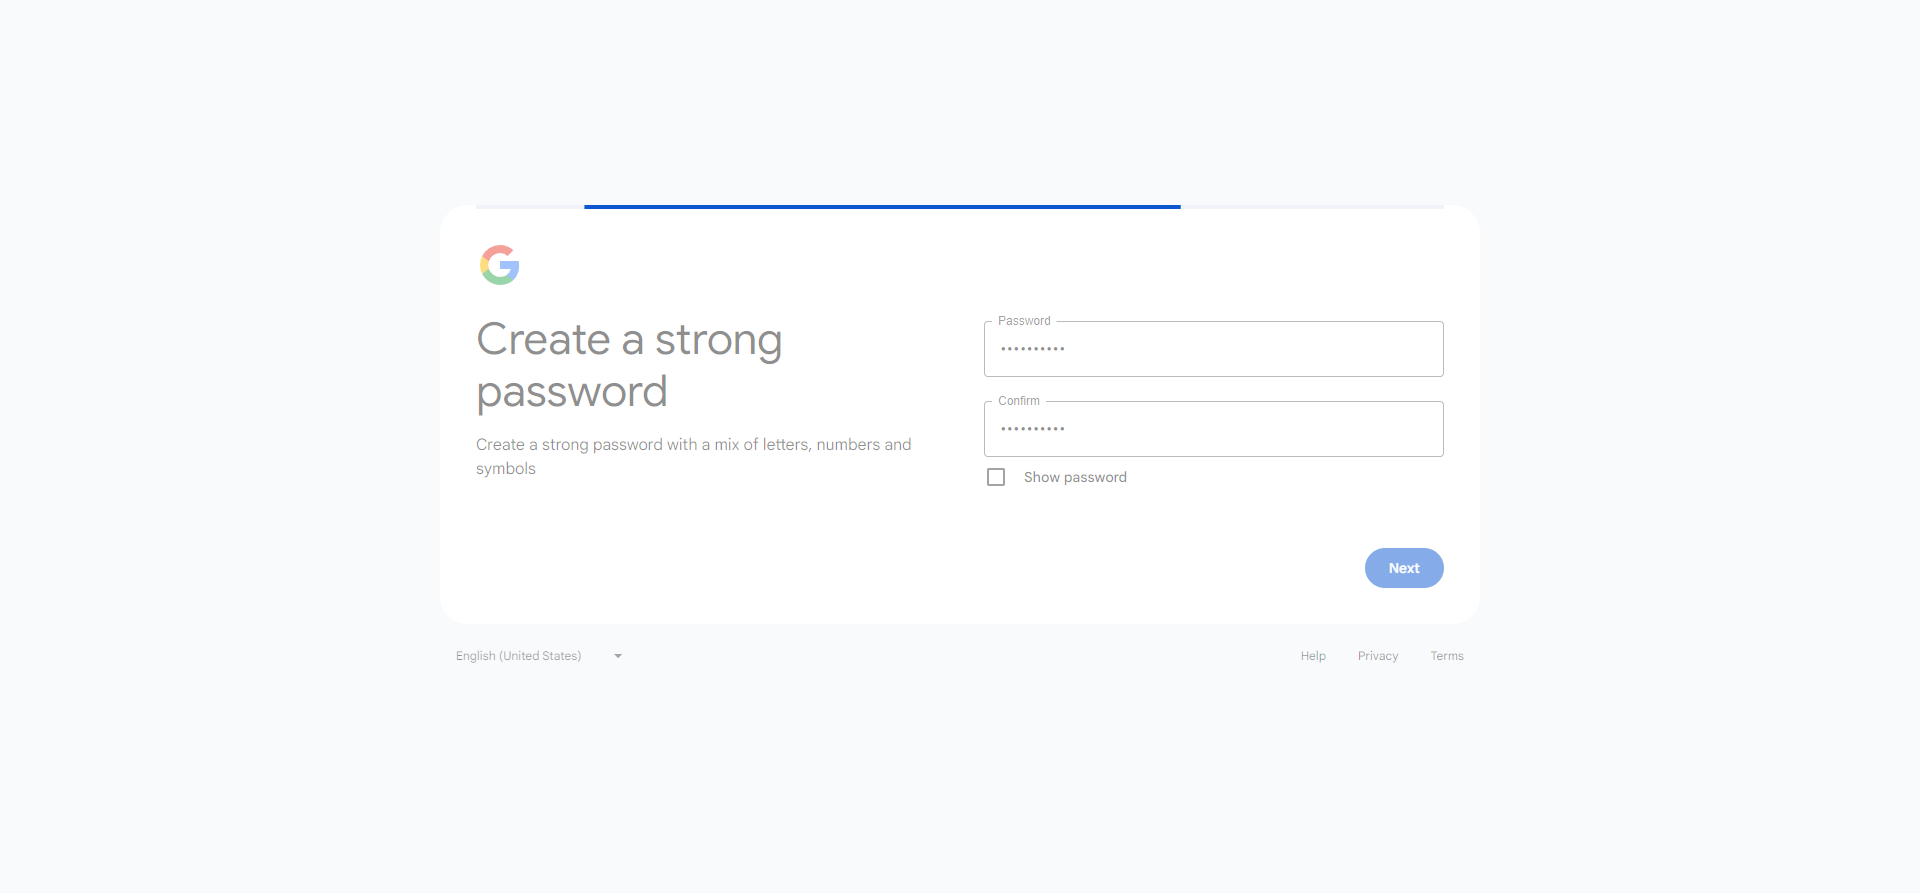 Create a strong
password
Create a strong password with a mix of letters, numbers and
symbols
Password
••••••••••
Confirm
••••••••••
Show password
Next
English (United States)
Help
Privacy
Terms